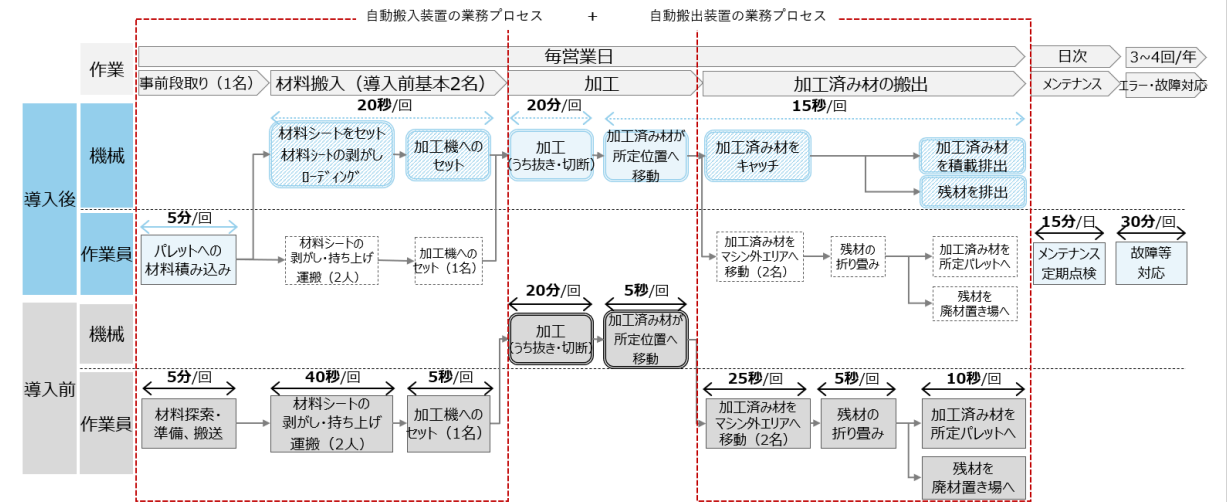 自動搬入装置の業務プロセス + 自動搬出装置の業務プロセス
作業
毎営業日
日次
3~4回/年
事前段取り（1名）
材料搬入（導入前基本2名）
加工
加工済み材の搬出
メンテナンス
エラー・故障対応
導入後
機械
20秒/回
20分/回
15秒/回
材料シートをセット
材料シートの剥がし
ローディング
加工機への
セット
加工
（うち抜き・切断）
加工済み材が
所定位置へ
移動
加工済み材を
キャッチ
加工済み材
を積載排出
残材を排出
作業員
5分/回
パレットへの
材料積み込み
材料シートの
剥がし・持ち上げ
運搬（2人）
加工機への
セット（1名）
加工済み材を
マシン外エリアへ
移動（2名）
残材の
折り畳み
加工済み材を
所定パレットへ
残材を
廃材置き場へ
15分/日
メンテナンス
定期点検
30分/回
故障等
対応
導入前
機械
20分/回
5秒/回
加工
（うち抜き・切断）
加工済み材が
所定位置へ
移動
作業員
5分/回
40秒/回
5秒/回
25秒/回
5秒/回
10秒/回
材料探索・
準備、搬送
材料シートの
剥がし・持ち上げ
運搬（2人）
加工機への
セット（1名）
加工済み材を
マシン外エリアへ
移動（2名）
残材の
折り畳み
加工済み材を
所定パレットへ
残材を
廃材置き場へ